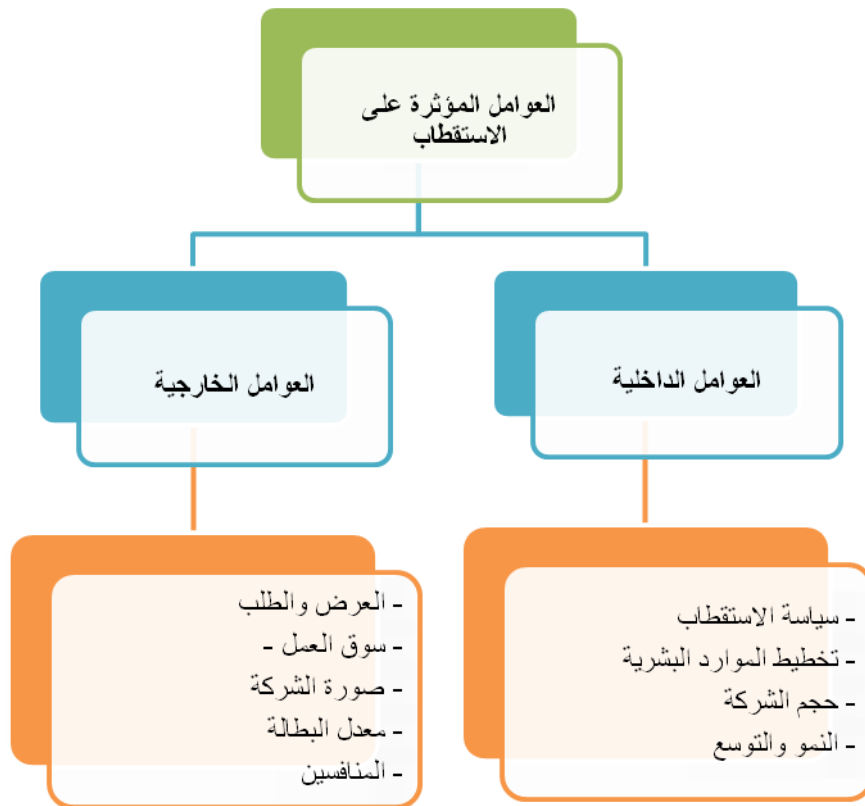 العوامل المؤثرة على
الاستقطاب
العوامل الداخلية
- سياسة الاستقطاب
- تخطيط الموارد البشرية
- حجم الشركة
- النمو والتوسع
العوامل الخارجية
- العرض والطلب
- سوق العمل -
- صورة الشركة
- معدل البطالة
- المنافسين